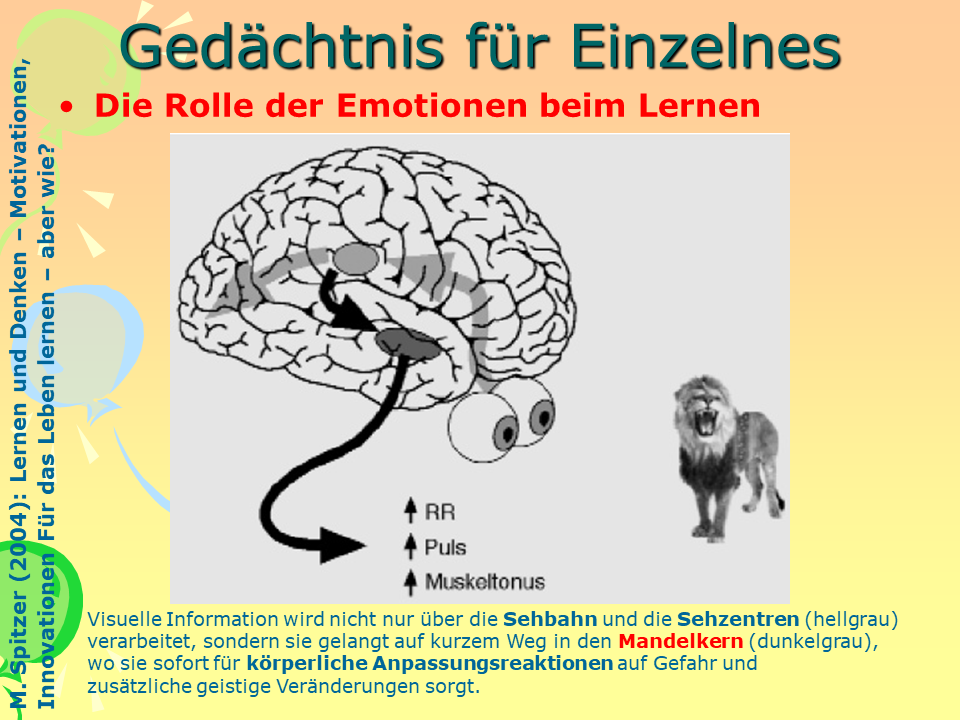 Gedächtnis für Einzelnes
• Die Rolle der Emotionen beim Lernen
M. Spitzer (2004): Lernen und Denken – Motivationen,
Innovationen Für das Leben lernen – aber wie?
RR
Puls
Muskeltonus
Visuelle Information wird nicht nur über die Sehbahn und die Sehzentren (hellgrau)
verarbeitet, sondern sie gelangt auf kurzem Weg in den Mandelkern (dunkelgrau),
wo sie sofort für körperliche Anpassungsreaktionen auf Gefahr und
zusätzliche geistige Veränderungen sorgt.